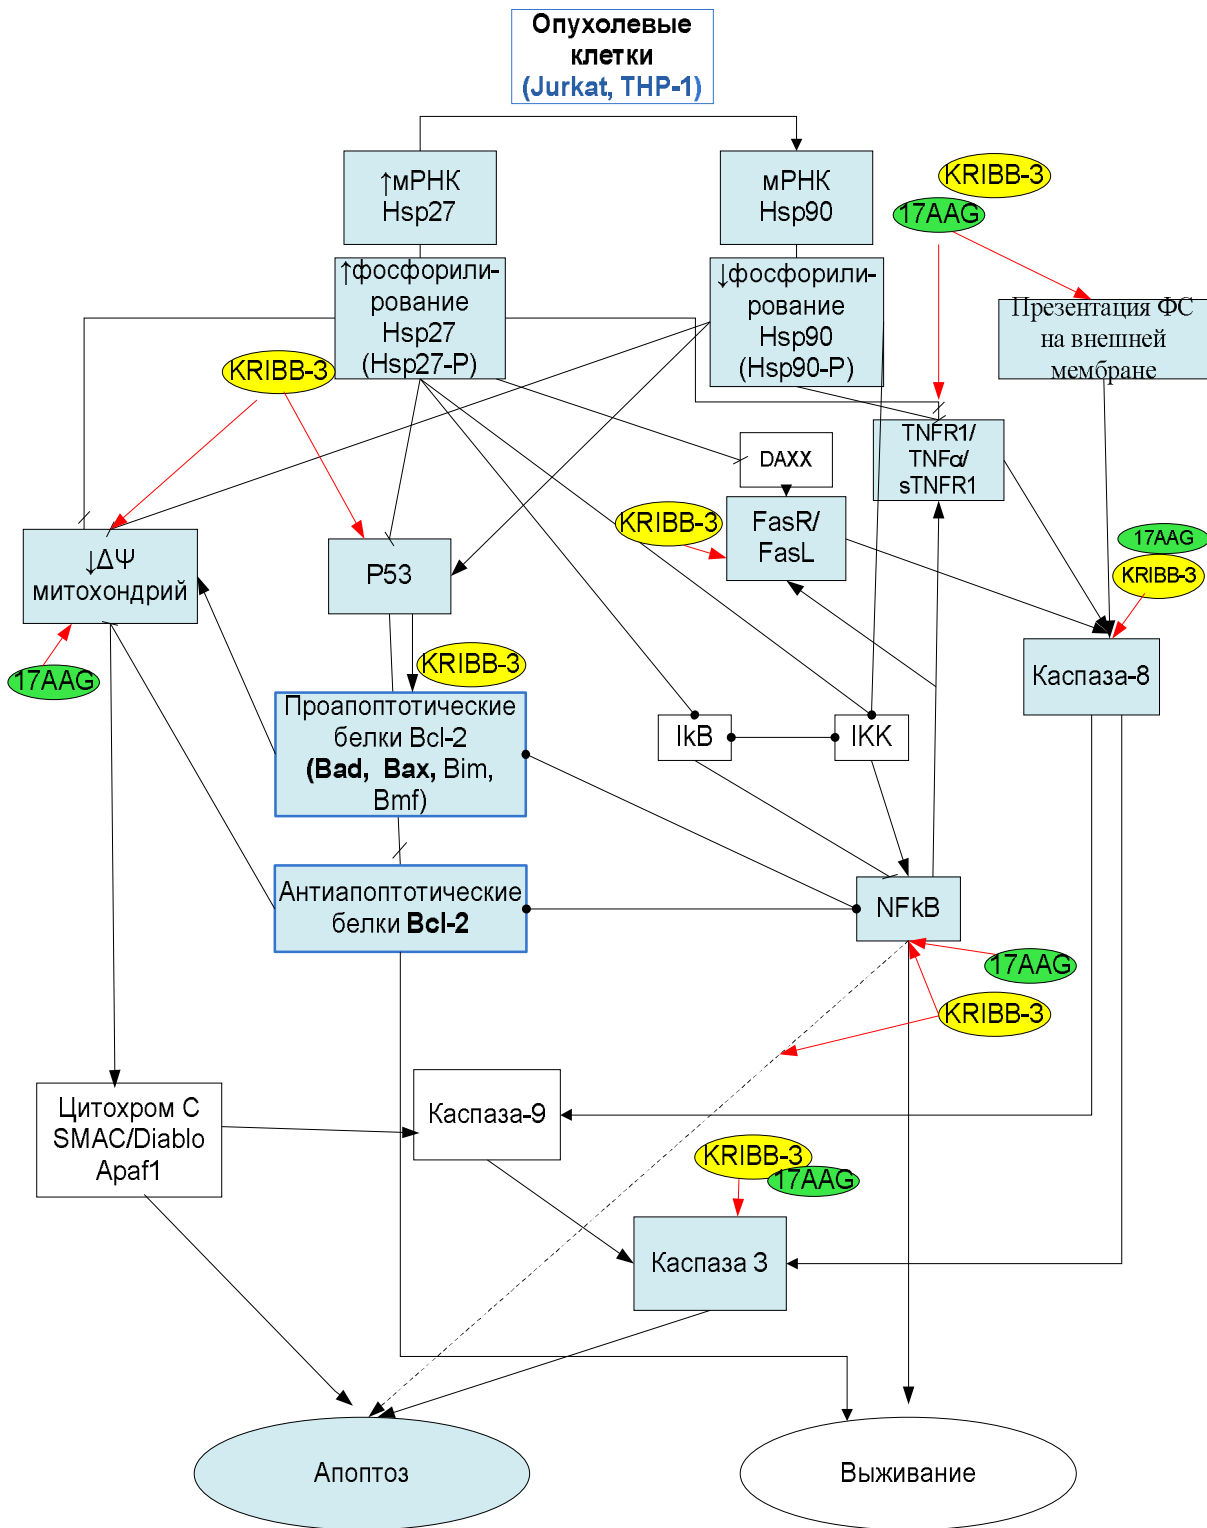 Опухолевые
клетки
(Jurkat, THP-1)
↑мРНК
Hsp27
мРНК
Hsp90
KRIBB-3
17AAG
↑фосфорили-
рование
Hsp27
(Hsp27-P)
↓фосфорили-
рование
Hsp90
(Hsp90-P)
Презентация ФС
на внешней
мембране
KRIBB-3
TNFR1/
TNFα/
sTNFR1
DAXX
KRIBB-3
FasR/
FasL
17AAG
KRIBB-3
↓ΔΨ
митохондрий
P53
17AAG
KRIBB-3
Каспаза-8
Проапоптотические
белки Bcl-2
(Bad, Bax, Bim,
Bmf)
IkB
IKK
Антиапоптотические
белки Bcl-2
NFkB
17AAG
KRIBB-3
Цитохром С
SMAC/Diablo
Apaf1
Каспаза-9
KRIBB-3
17AAG
Каспаза 3
Апоптоз
Выживание